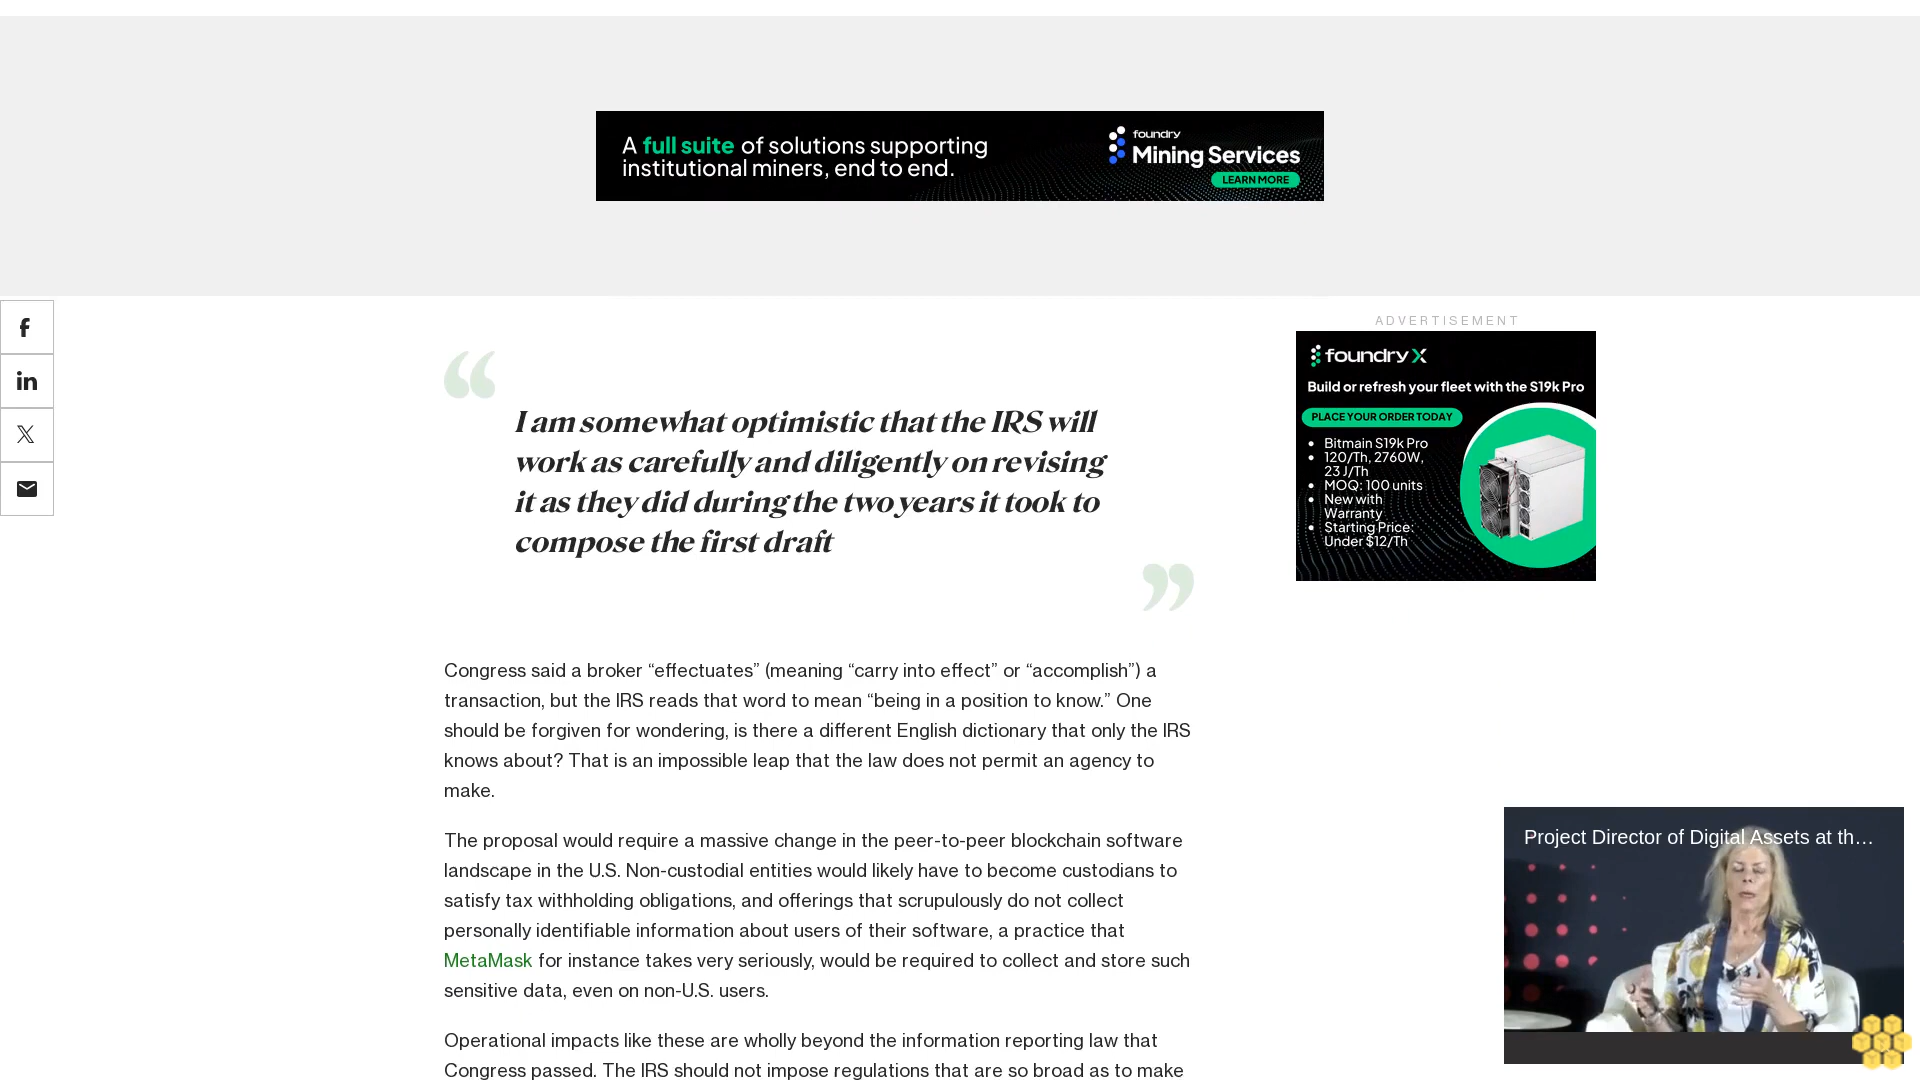 A full suite of solutions supporting
institutional miners, end to end.
foundry
Mining Services
LEARN MORE
ADVERTISEMENT
foundry X
Build or refresh your fleet with the S19k Pro
PLACE YOUR ORDER TODAY
• Bitmain S19k Pro
• 120/Th, 2760W,
23 J/Th
• MOQ: 100 units
• New with
Warranty
• Starting Price:
Under $12/Th
“
I am somewhat optimistic that the IRS will
work as carefully and diligently on revising
it as they did during the two years it took to
compose the first draft
”
Congress said a broker “effectuates” (meaning “carry into effect” or “accomplish”) a
transaction, but the IRS reads that word to mean “being in a position to know.” One
should be forgiven for wondering, is there a different English dictionary that only the IRS
knows about? That is an impossible leap that the law does not permit an agency to
make.
The proposal would require a massive change in the peer-to-peer blockchain software
landscape in the U.S. Non-custodial entities would likely have to become custodians to
satisfy tax withholding obligations, and offerings that scrupulously do not collect
personally identifiable information about users of their software, a practice that
MetaMask for instance takes very seriously, would be required to collect and store such
sensitive data, even on non-U.S. users.
Operational impacts like these are wholly beyond the information reporting law that
Congress passed. The IRS should not impose regulations that are so broad as to make
Project Director of Digital Assets at th…